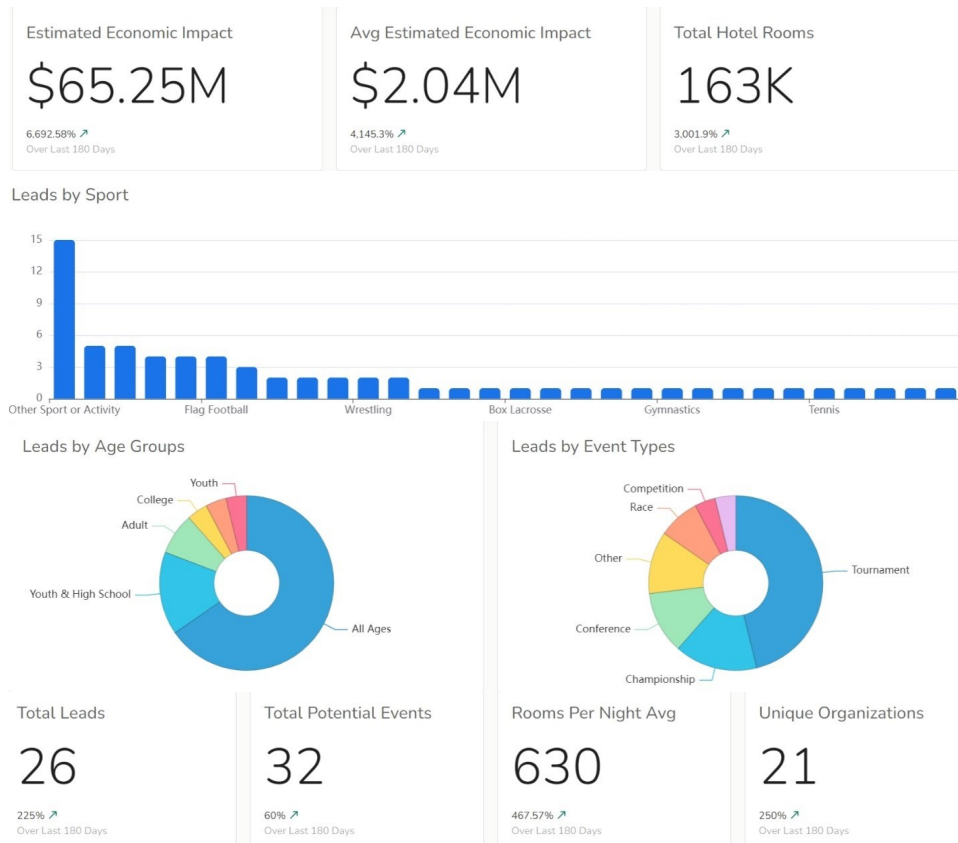 Estimated Economic Impact
$65.25M
6,692.58% ↗
Over Last 180 Days
Avg Estimated Economic Impact
$2.04M
4,145.3% ↗
Over Last 180 Days
Total Hotel Rooms
163K
3,001.9% ↗
Over Last 180 Days
Leads by Sport
15
12
9
6
3
0
Other Sport or Activity
Flag Football
Wrestling
Box Lacrosse
Gymnastics
Tennis
Leads by Age Groups
Youth
College
Adult
Youth & High School
All Ages
Leads by Event Types
Competition
Race
Other
Tournament
Conference
Championship
Total Leads
26
225% ↗
Over Last 180 Days
Total Potential Events
32
60% ↗
Over Last 180 Days
Rooms Per Night Avg
630
467.57% ↗
Over Last 180 Days
Unique Organizations
21
250% ↗
Over Last 180 Days